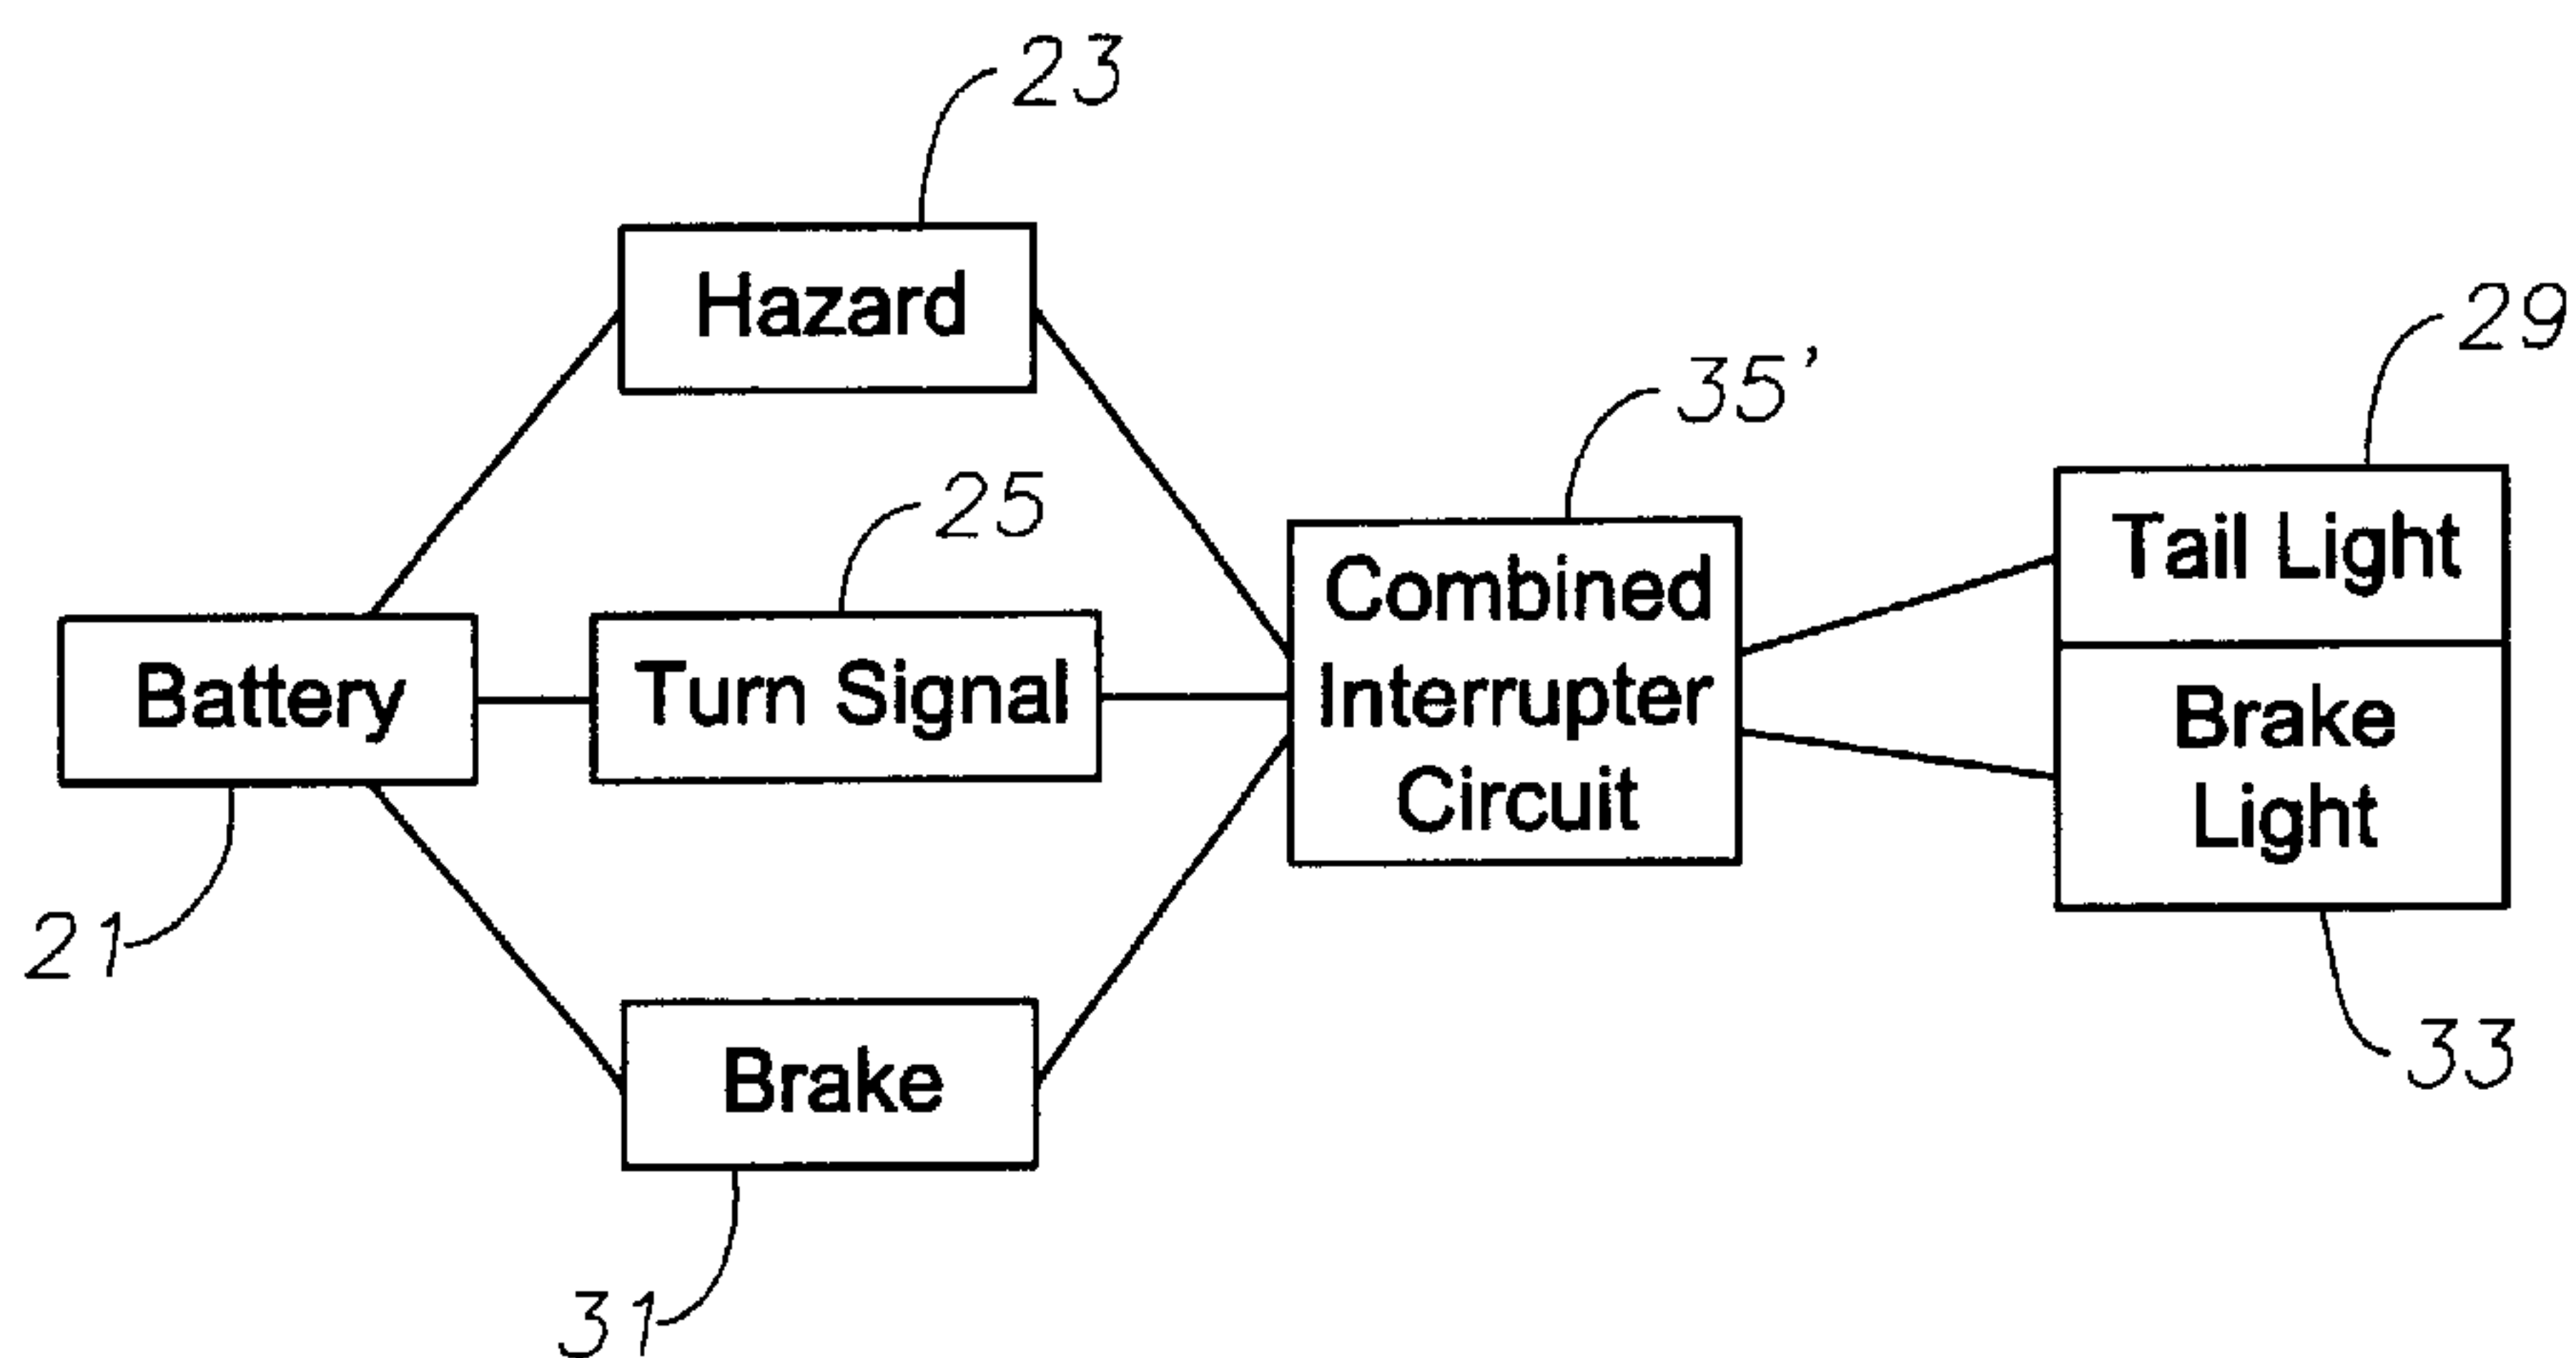 23
Hazard
29
35'
25
Tail Light
Combined
Interrupter
Circuit
Battery
Turn Signal
Brake
Light
21
33
Brake
31